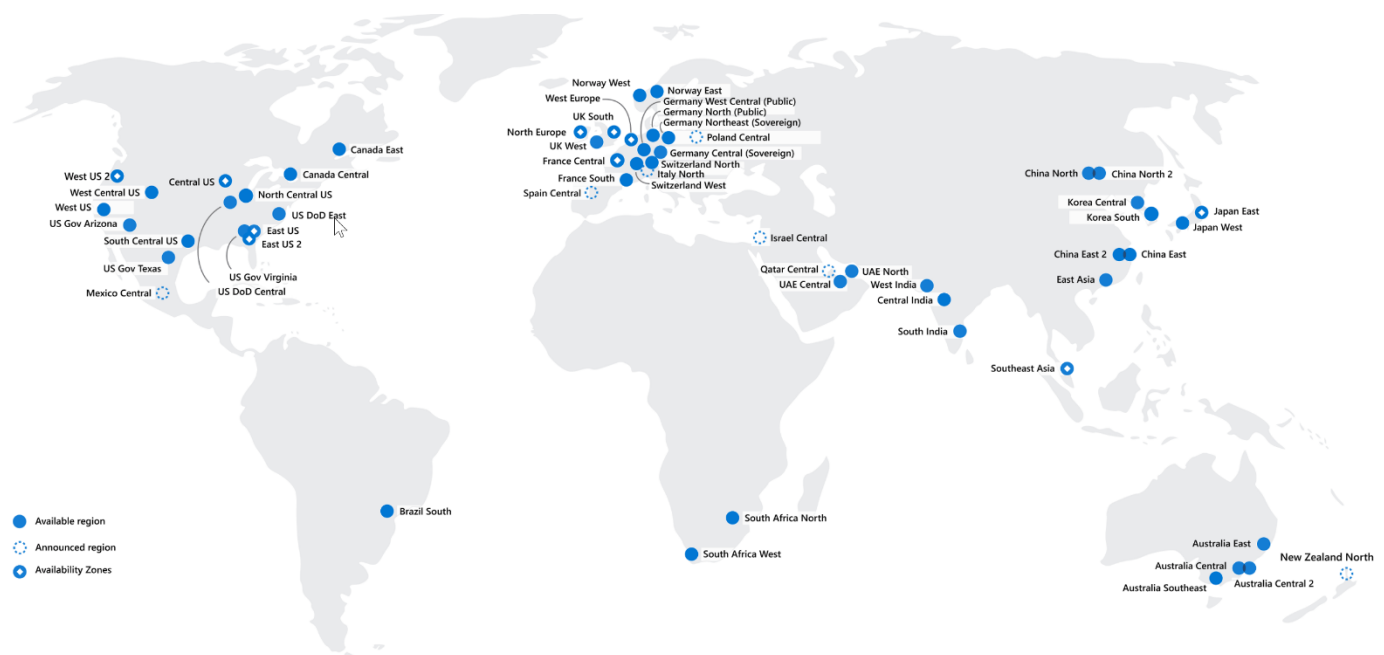 Norway West
Norway East
West Europe
Germany West Central (Public)
Germany North (Public)
UK South
Germany Northeast (Sovereign)
North Europe
Poland Central
UK West
Canada East
Germany Central (Sovereign)
France Central
Switzerland North
Canada Central
Italy North
West US 2
Central US
France South
Switzerland West
China North
China North 2
West Central US
North Central US
Spain Central
Korea Central
West US
US DoD East
Korea South
Japan East
US Gov Arizona
East US
Japan West
South Central US
East US 2
Israel Central
China East 2
China East
US Gov Texas
Qatar Central
UAE North
US Gov Virginia
UAE Central
West India
East Asia
Mexico Central
US DoD Central
Central India
South India
Southeast Asia
Brazil South
South Africa North
Available region
South Africa West
Australia East
Announced region
New Zealand North
Australia Central
Availability Zones
Australia Central 2
Australia Southeast